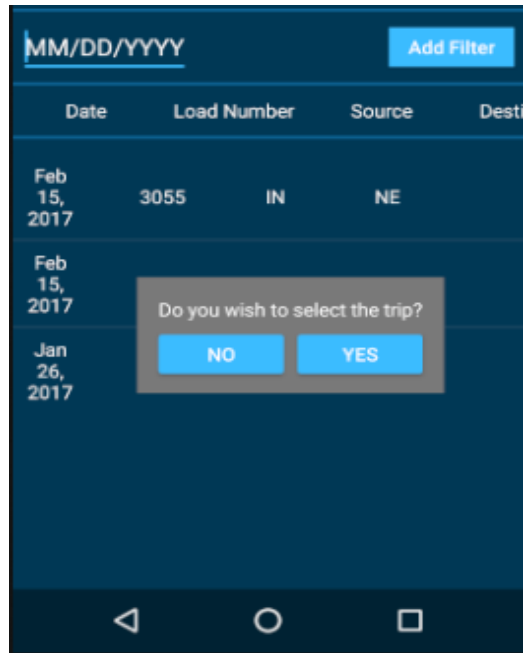 MM/DD/YYYY Add Filter
Date Load Number Source Desti
Feb
15,
2017
3055 IN NE
Feb
15,
2017
Do you wish to select the trip?
NO YES
Jan
26,
2017